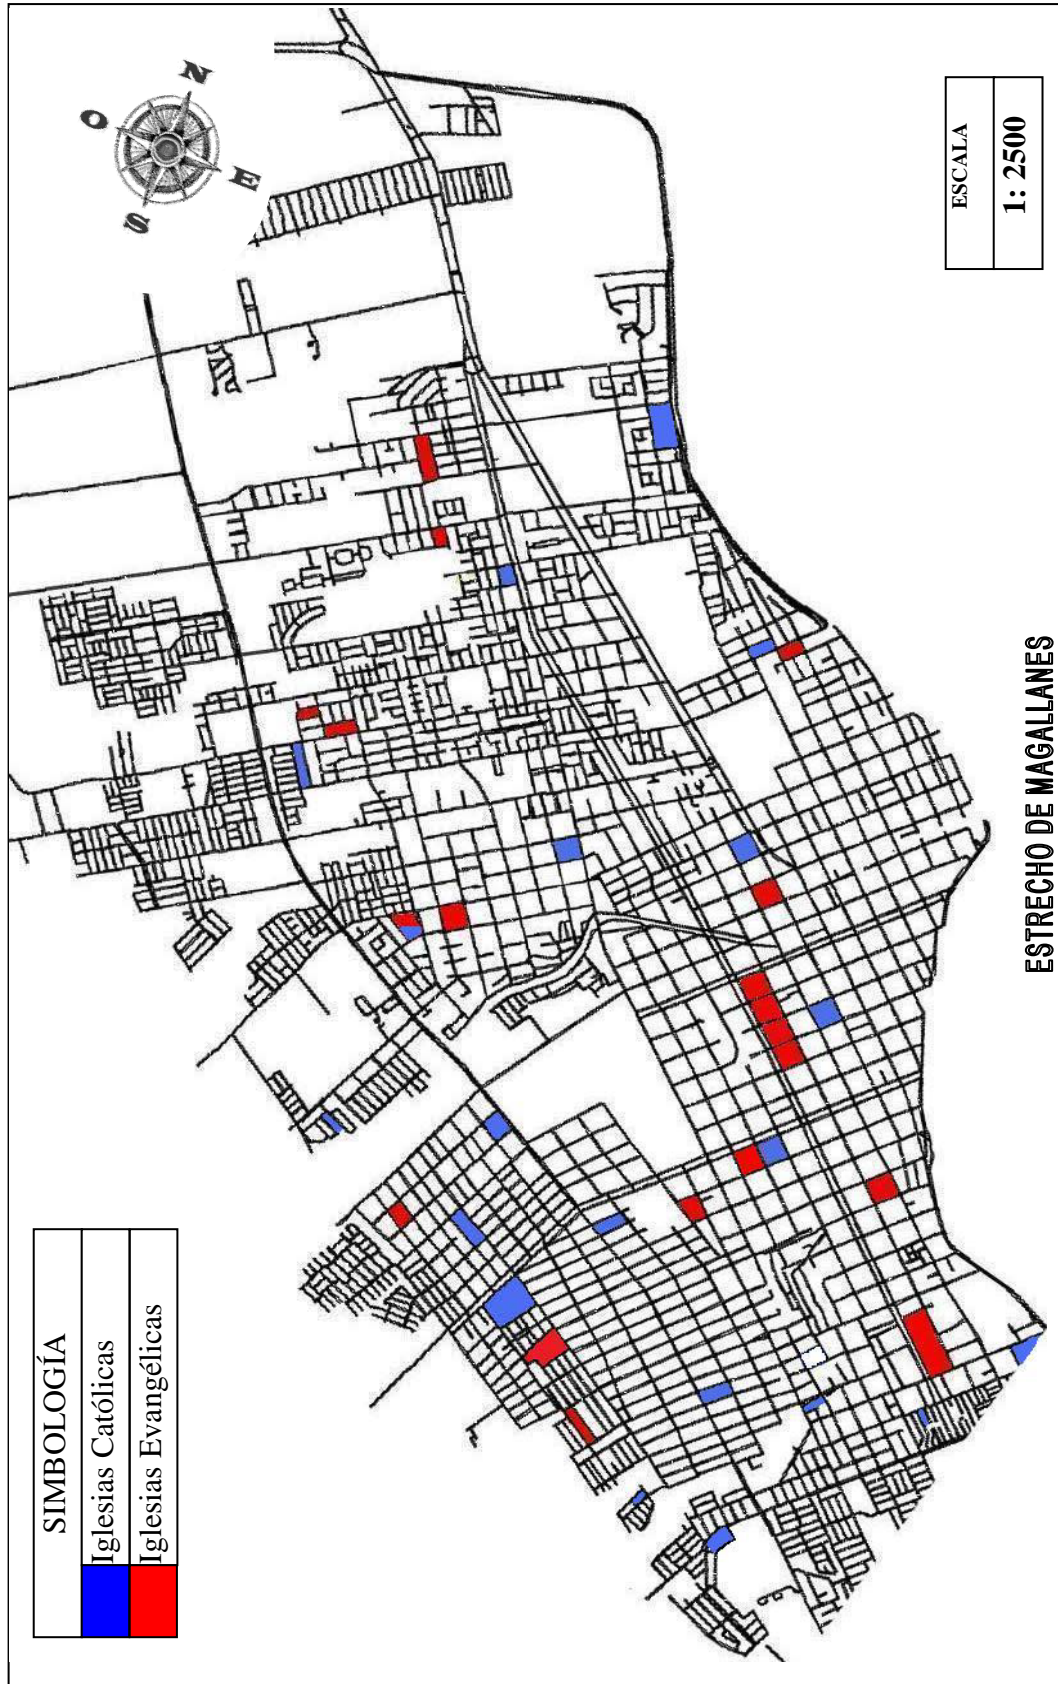 N
O
E
S
ESCALA
1: 2500
ESTRECHO DE MAGALLANES
SIMBOLOGÍA
Iglesias Católicas
Iglesias Evangélicas